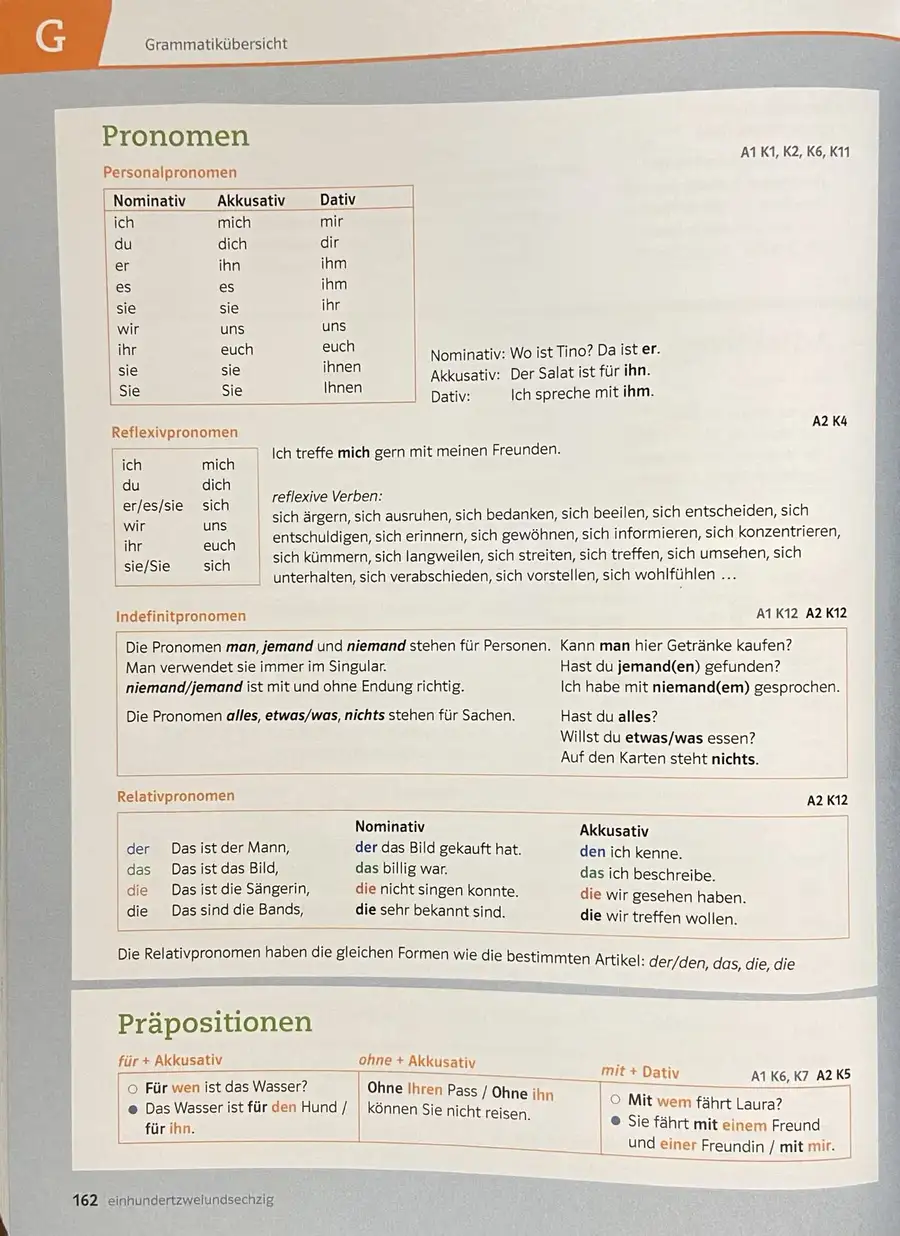 G
Grammatikübersicht
Pronomen
A1 K1, K2, K6, K11
Personalpronomen
Nominativ Akkusativ Dativ
ich mich mir
du dich dir
er ihn ihm
es es ihm
sie sie ihr
wir uns uns
ihr euch euch
sie sie ihnen
Sie Sie Ihnen
Nominativ: Wo ist Tino? Da ist er.
Akkusativ: Der Salat ist für ihn.
Dativ: Ich spreche mit ihm.
A2 K4
Reflexivpronomen
ich mich
du dich
er/es/sie sich
wir uns
ihr euch
sie/Sie sich
Ich treffe mich gern mit meinen Freunden.
reflexive Verben:
sich ärgern, sich ausruhen, sich bedanken, sich beeilen, sich entscheiden, sich
entschuldigen, sich erinnern, sich gewöhnen, sich informieren, sich konzentrieren,
sich kümmern, sich langweilen, sich streiten, sich treffen, sich umsehen, sich
unterhalten, sich verabschieden, sich vorstellen, sich wohlfühlen ...
Indefinitpronomen
A1 K12 A2 K12
Die Pronomen man, jemand und niemand stehen für Personen. Kann man hier Getränke kaufen?
Man verwendet sie immer im Singular. Hast du jemand(en) gefunden?
niemand/jemand ist mit und ohne Endung richtig. Ich habe mit niemand(em) gesprochen.
Die Pronomen alles, etwas/was, nichts stehen für Sachen. Hast du alles?
Willst du etwas/was essen?
Auf den Karten steht nichts.
Relativpronomen
A2 K12
Nominativ Akkusativ
der Das ist der Mann, der das Bild gekauft hat. den ich kenne.
das Das ist das Bild, das billig war. das ich beschreibe.
die Das ist die Sängerin, die nicht singen konnte. die wir gesehen haben.
die Das sind die Bands, die sehr bekannt sind. die wir treffen wollen.
Die Relativpronomen haben die gleichen Formen wie die bestimmten Artikel: der/den, das, die, die
Präpositionen
für + Akkusativ ohne + Akkusativ mit + Dativ A1 K6, K7 A2 K5
Für wen ist das Wasser?
Das Wasser ist für den Hund /
für ihn.
Ohne Ihren Pass / Ohne ihn
können Sie nicht reisen.
Mit wem fährt Laura?
Sie fährt mit einem Freund
und einer Freundin / mit mir.
162 einhundertzweiundsechzig